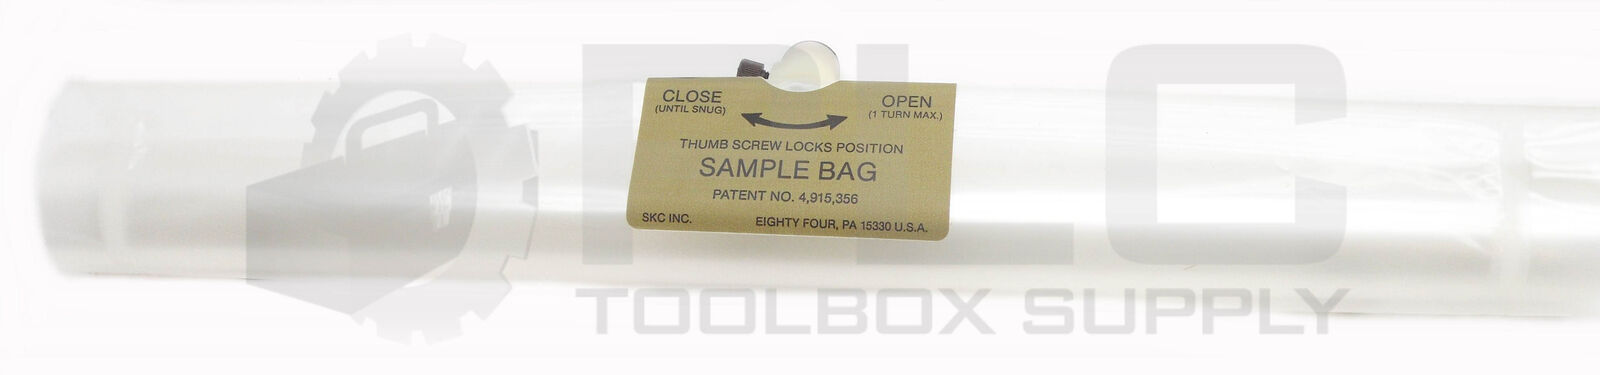 CLOSE
(UNTIL SNUG)
OPEN
(1 TURN MAX.)
THUMB SCREW LOCKS POSITION
SAMPLE BAG
PATENT NO. 4,915,356
SKC INC.
EIGHTY FOUR, PA 15330 U.S.A.
PLC
TOOLBOX SUPPLY